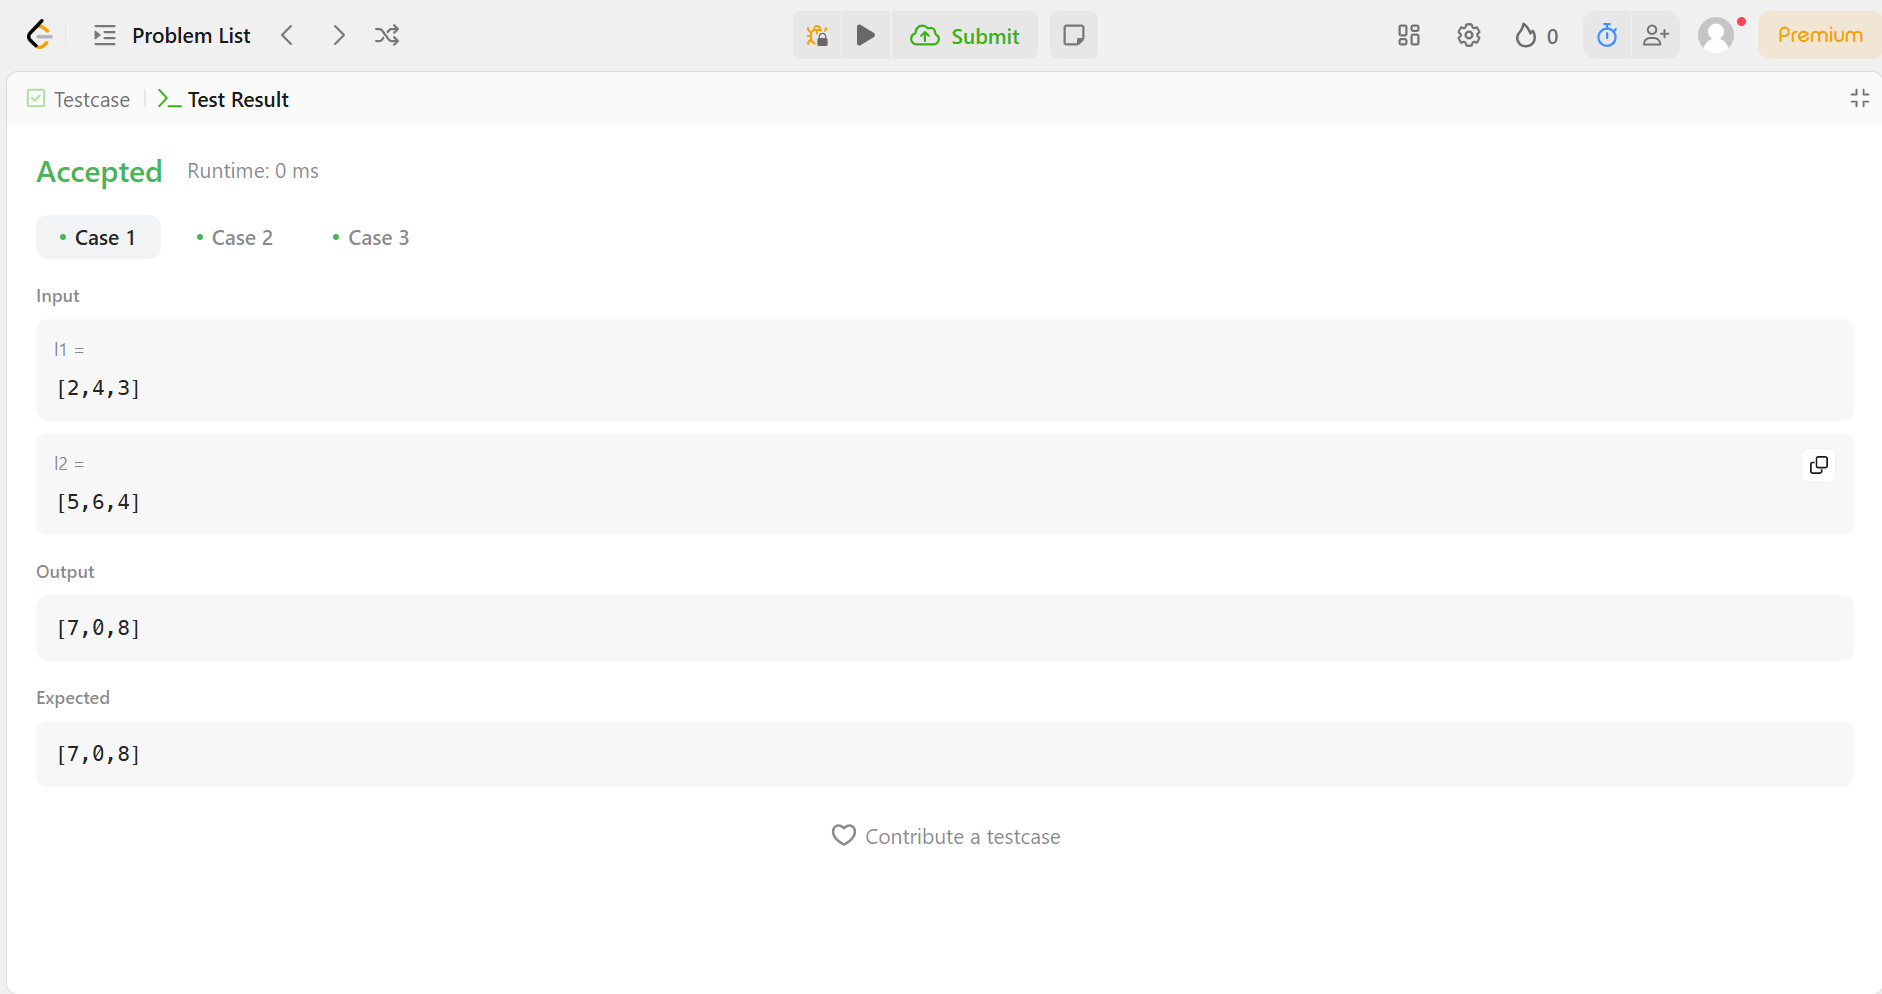 Problem List
Submit
0
Premium
Testcase
Test Result
Accepted Runtime: 0 ms
Case 1 Case 2 Case 3
Input
l1 =
[2,4,3]
l2 =
[5,6,4]
Output
[7,0,8]
Expected
[7,0,8]
Contribute a testcase